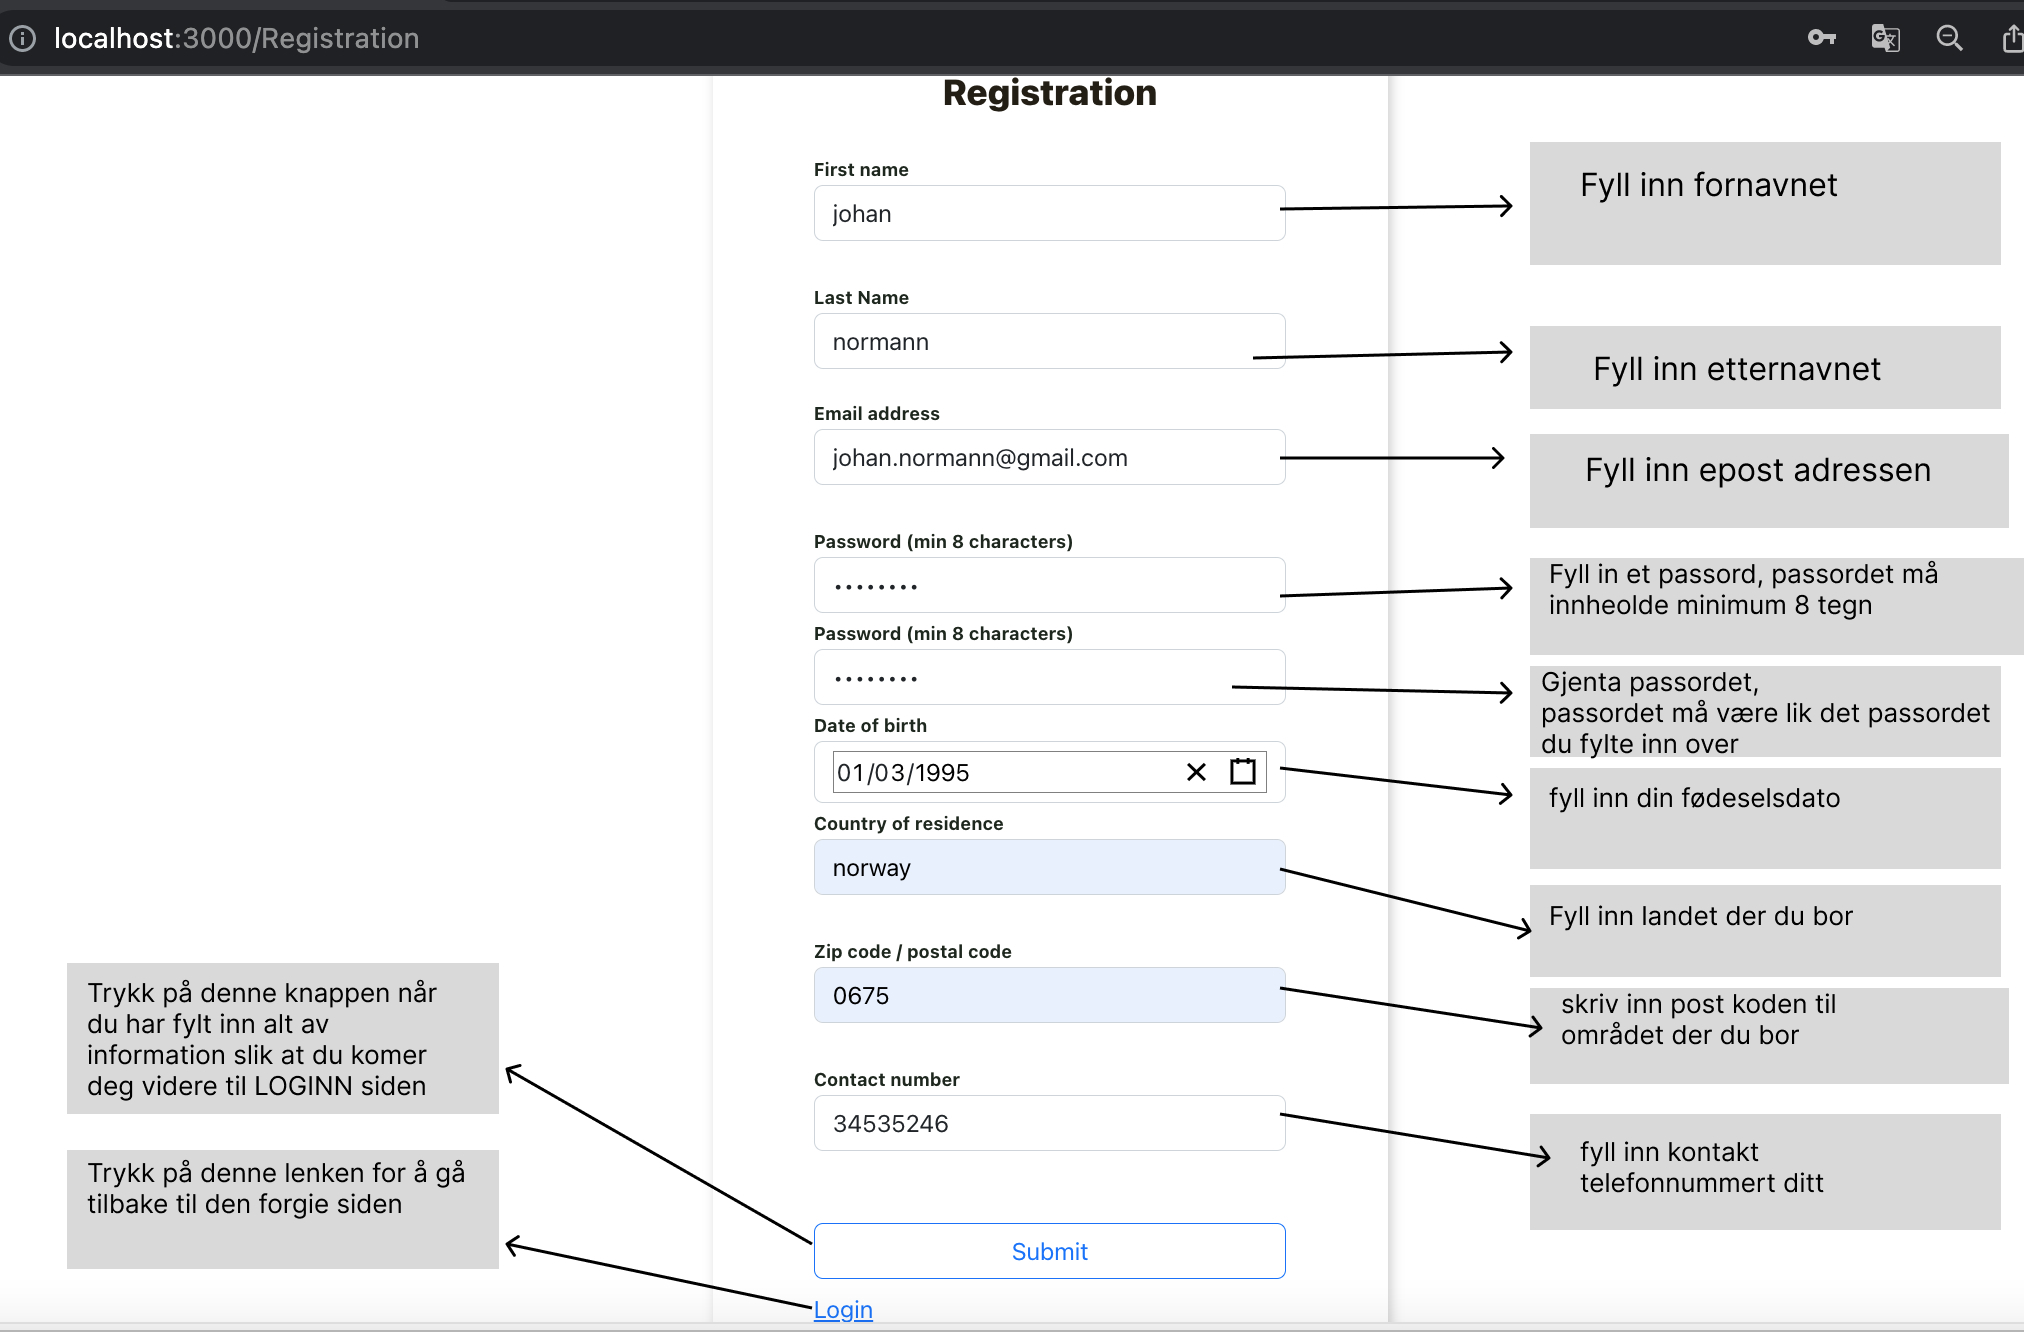 localhost:3000/Registration
Registration
First name
johan
Fyll inn fornavnet
Last Name
normann
Fyll inn etternavnet
Email address
johan.normann@gmail.com
Fyll inn epost adressen
Password (min 8 characters)
••••••••
Fyll in et passord, passordet må
innheolde minimum 8 tegn
Password (min 8 characters)
••••••••
Gjenta passordet,
passordet må være lik det passordet
du fylte inn over
Date of birth
01/03/1995
fyll inn din fødeselsdato
Country of residence
norway
Fyll inn landet der du bor
Zip code / postal code
0675
skriv inn post koden til
området der du bor
Contact number
34535246
fyll inn kontakt
telefonnummert ditt
Trykk på denne knappen når
du har fylt inn alt av
information slik at du komer
deg videre til LOGINN siden
Submit
Trykk på denne lenken for å gå
tilbake til den forgie siden
Login